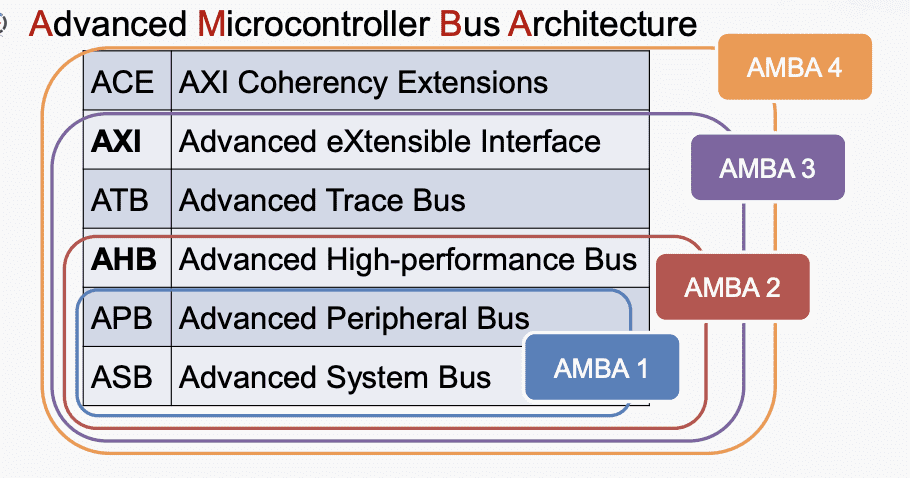 Advanced Microcontroller Bus Architecture
AMBA 4
ACE AXI Coherency Extensions
AXI Advanced eXtensible Interface
AMBA 3
ATB Advanced Trace Bus
AHB Advanced High-performance Bus
AMBA 2
APB Advanced Peripheral Bus
ASB Advanced System Bus
AMBA 1